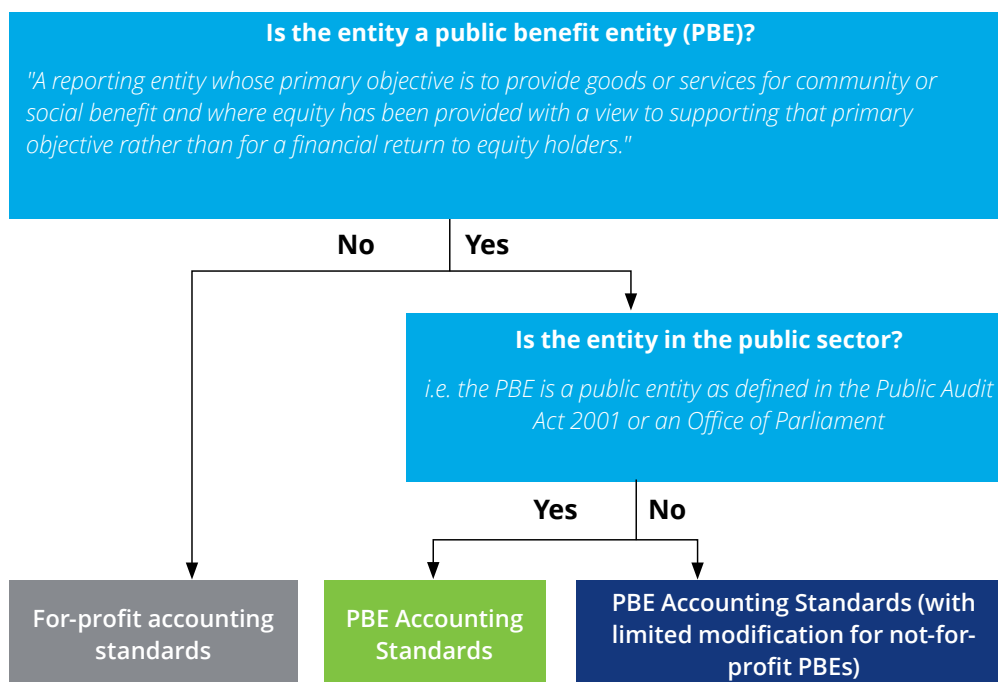 Is the entity a public benefit entity (PBE)?
"A reporting entity whose primary objective is to provide goods or services for community or
social benefit and where equity has been provided with a view to supporting that primary
objective rather than for a financial return to equity holders."
No
Yes
Is the entity in the public sector?
i.e. the PBE is a public entity as defined in the Public Audit
Act 2001 or an Office of Parliament
Yes
No
For-profit accounting
standards
PBE Accounting
Standards
PBE Accounting Standards (with
limited modification for not-for-
profit PBEs)